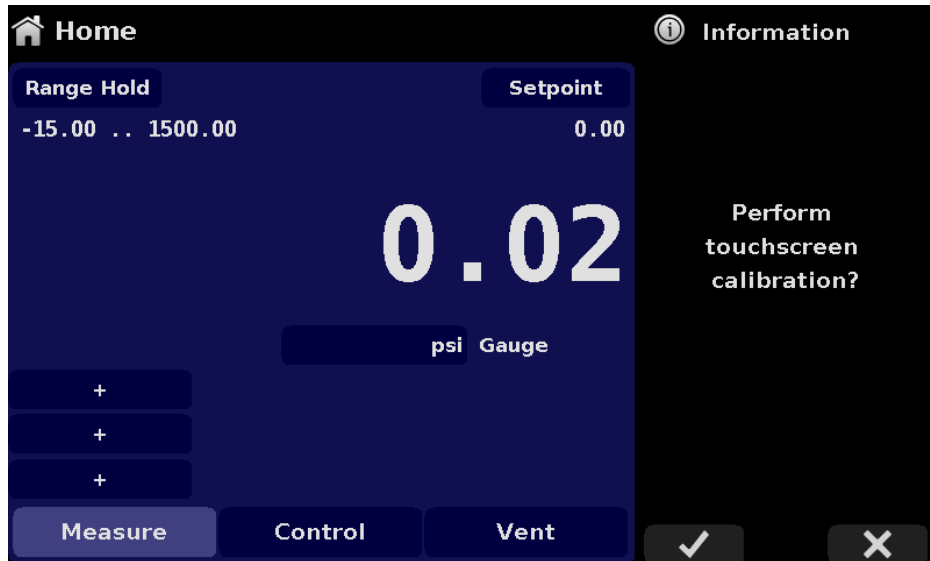 Home
Information
Range Hold
Setpoint
-15.00 .. 1500.00
0.00
0.02
psi Gauge
Perform
touchscreen
calibration?
+
+
+
Measure
Control
Vent